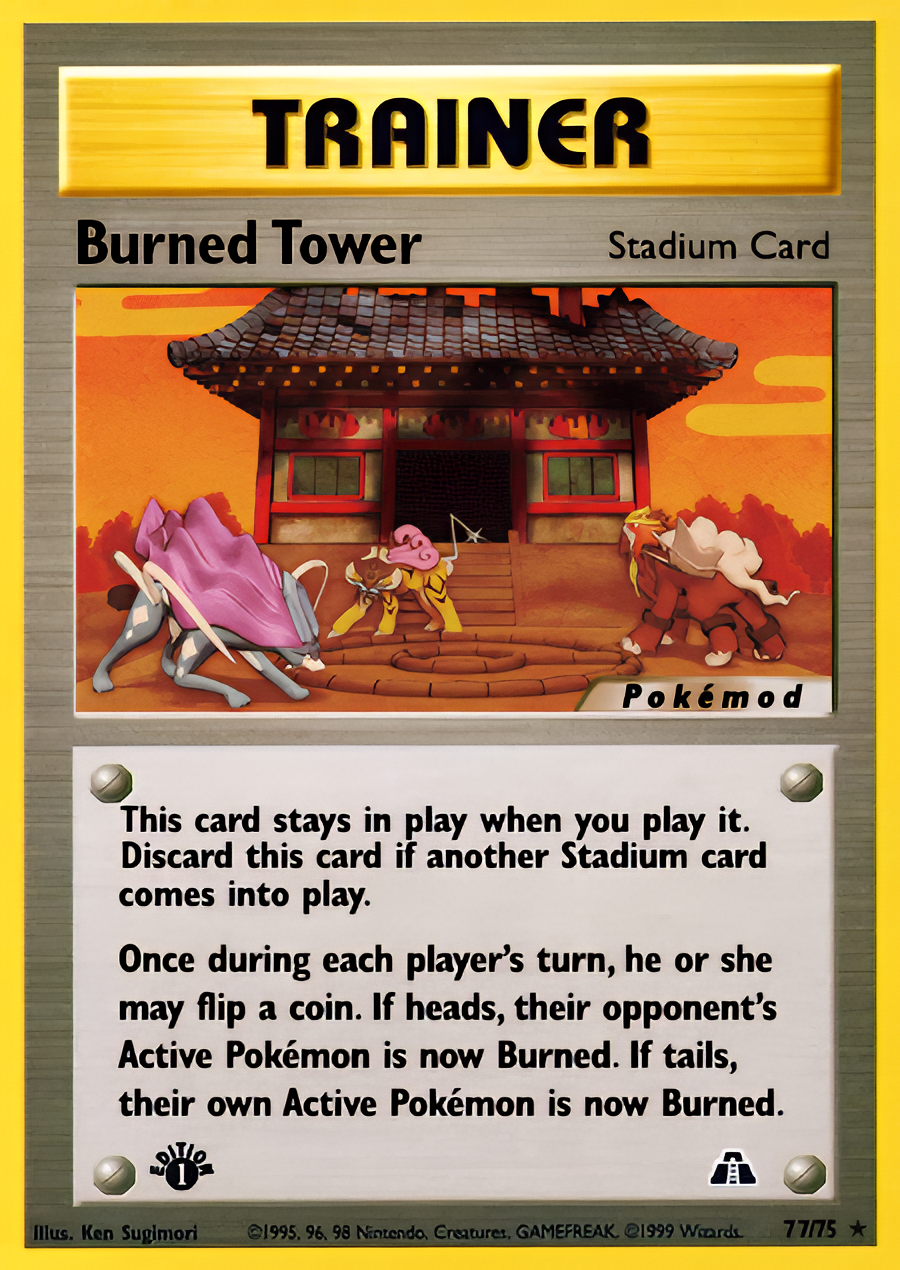 TRAINER
Burned Tower
Stadium Card
Pokémod
This card stays in play when you play it.
Discard this card if another Stadium card
comes into play.
Once during each player's turn, he or she
may flip a coin. If heads, their opponent's
Active Pokémon is now Burned. If tails,
their own Active Pokémon is now Burned.
EDITION
1
Illus. Ken Sugimori
©1995, 96, 98 Nintendo, Creatures, GAMEFREAK. ©1999 Wizards.
77/75 ★